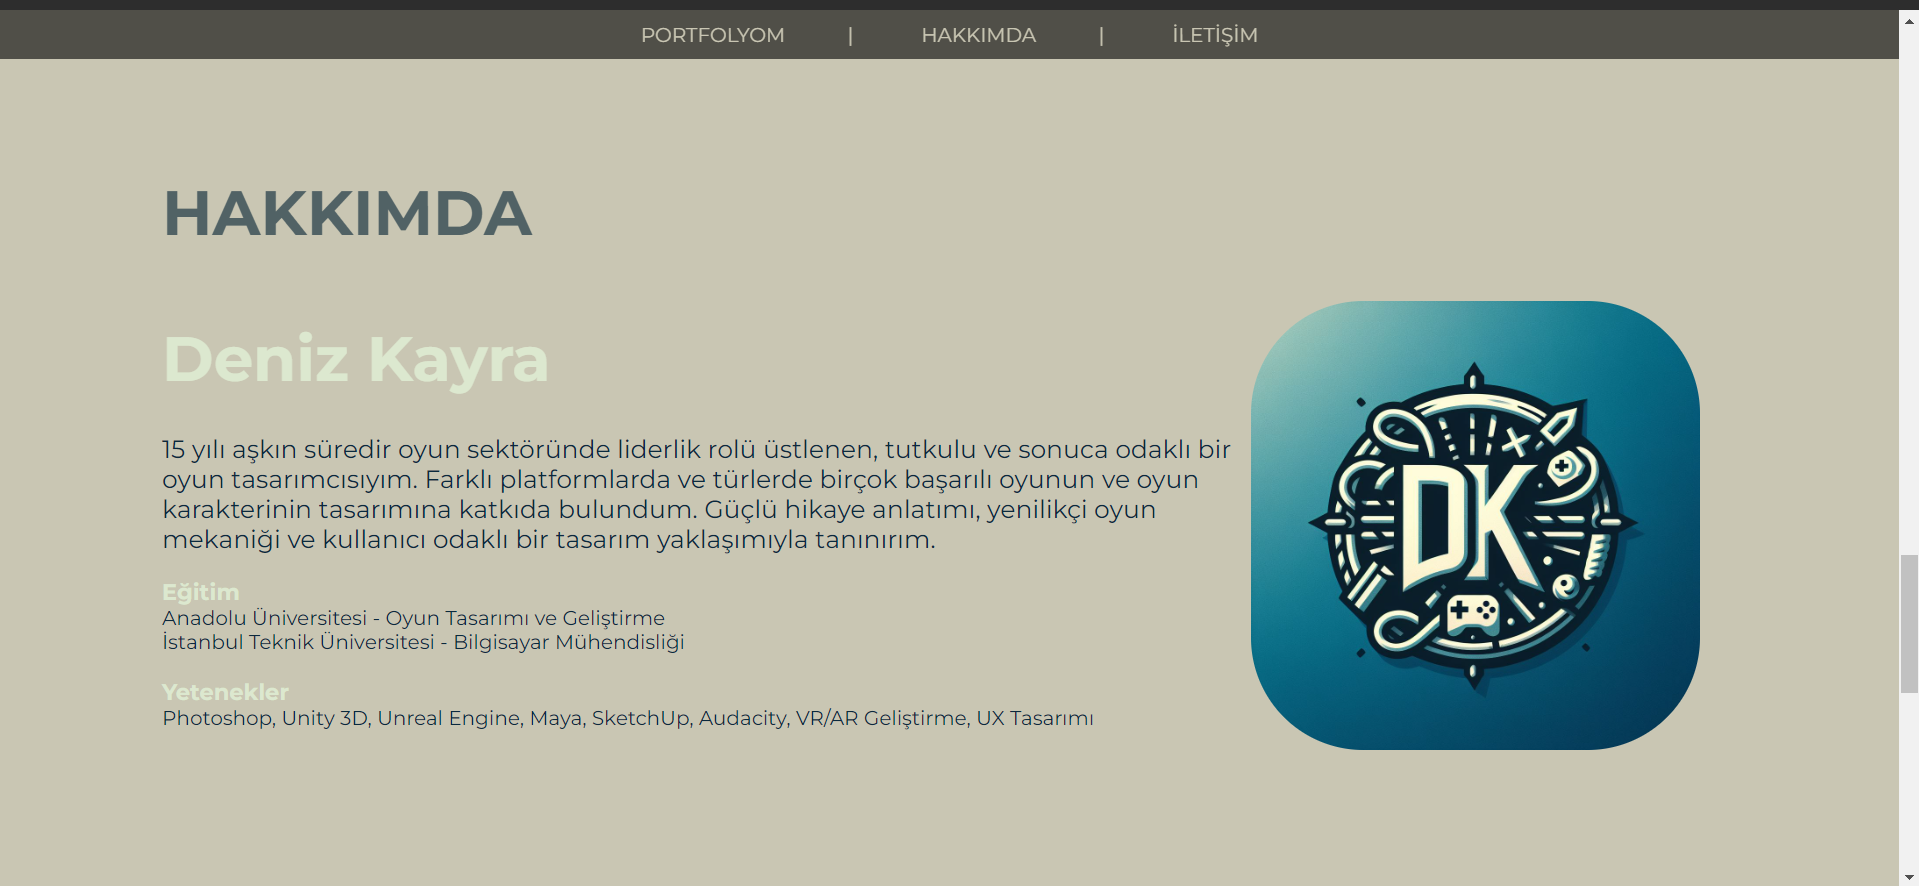 PORTFOLYOM | HAKKIMDA | İLETİŞİM
HAKKIMDA
Deniz Kayra
15 yılı aşkın süredir oyun sektöründe liderlik rolü üstlenen, tutkulu ve sonuca odaklı bir
oyun tasarımcısıyım. Farklı platformlarda ve türlerde birçok başarılı oyunun ve oyun
karakterinin tasarımına katkıda bulundum. Güçlü hikaye anlatımı, yenilikçi oyun
mekaniği ve kullanıcı odaklı bir tasarım yaklaşımıyla tanınırım.
Eğitim
Anadolu Üniversitesi - Oyun Tasarımı ve Geliştirme
İstanbul Teknik Üniversitesi - Bilgisayar Mühendisliği
Yetenekler
Photoshop, Unity 3D, Unreal Engine, Maya, SketchUp, Audacity, VR/AR Geliştirme, UX Tasarımı
DK